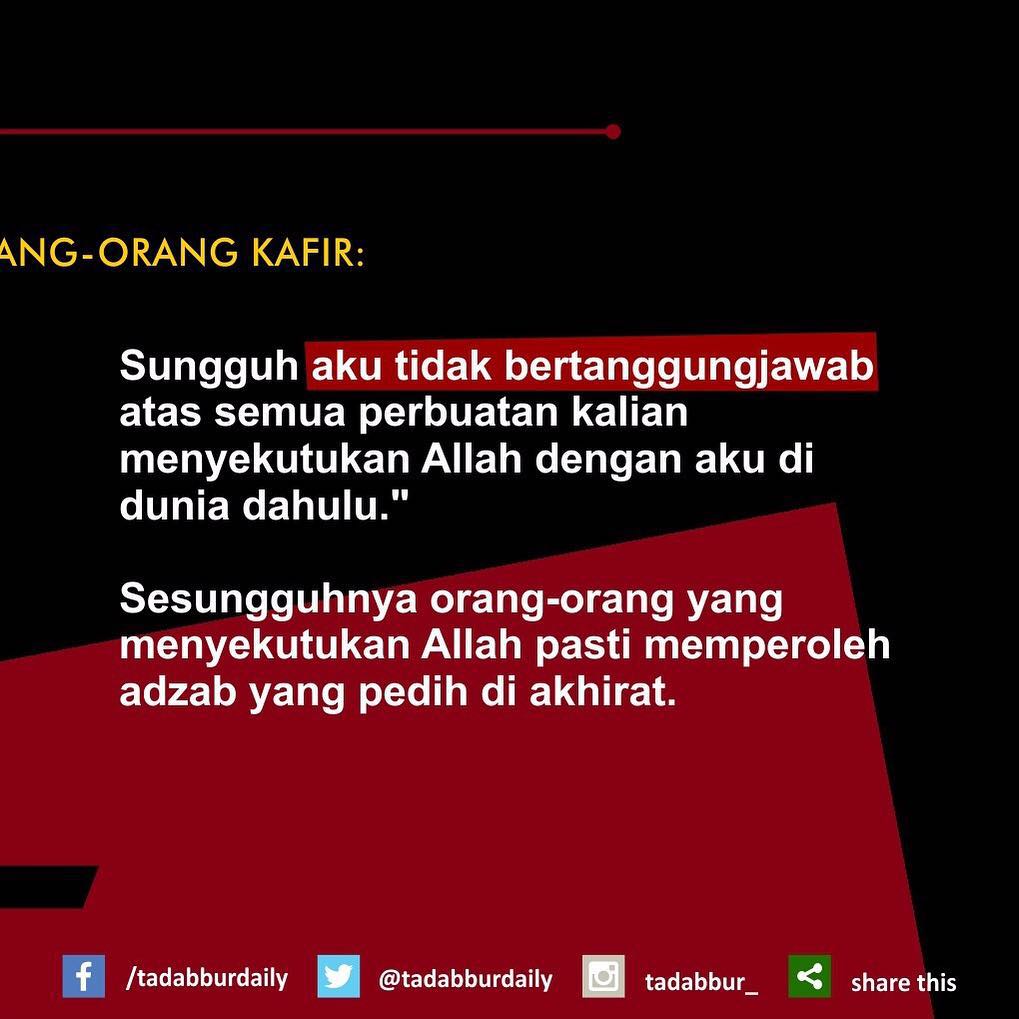 ANG-ORANG KAFIR:
Sungguh aku tidak bertanggungjawab
atas semua perbuatan kalian
menyekutukan Allah dengan aku di
dunia dahulu."
Sesungguhnya orang-orang yang
menyekutukan Allah pasti memperoleh
adzab yang pedih di akhirat.
/tadabburdaily @tadabburdaily tadabbur_ share this